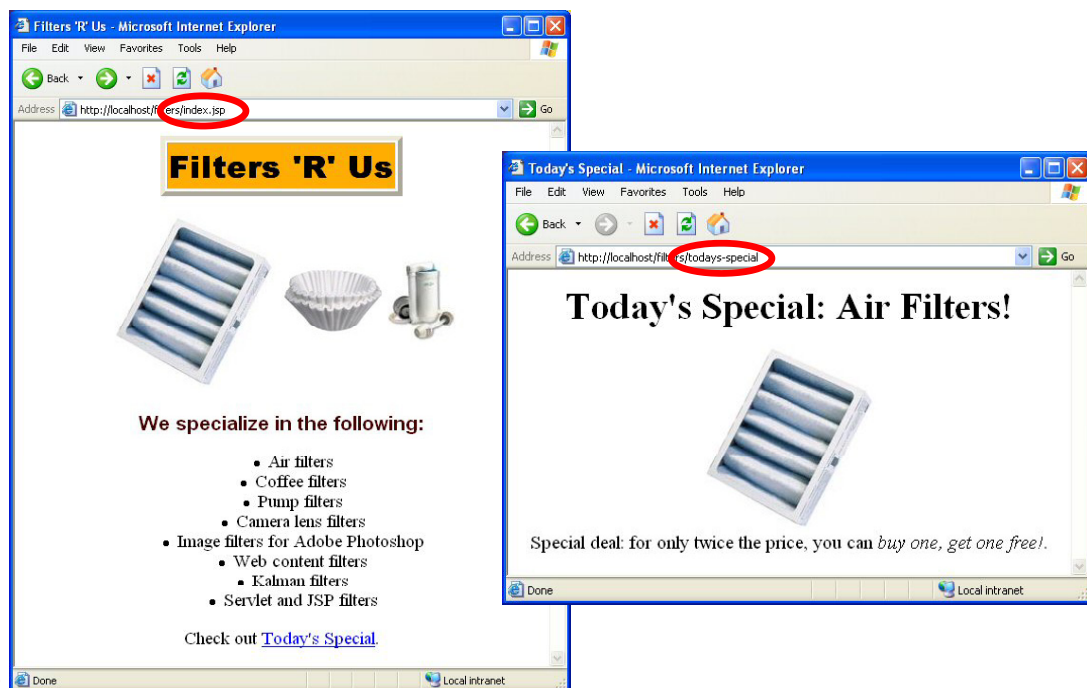 Filters 'R' Us - Microsoft Internet Explorer
File Edit View Favorites Tools Help
Back
Address http://localhost/filters/index.jsp Go
Filters 'R' Us
We specialize in the following:
• Air filters
• Coffee filters
• Pump filters
• Camera lens filters
• Image filters for Adobe Photoshop
• Web content filters
• Kalman filters
• Servlet and JSP filters
Check out Today's Special.
Done Local intranet
Today's Special - Microsoft Internet Explorer
File Edit View Favorites Tools Help
Back
Address http://localhost/filters/todays-special Go
Today's Special: Air Filters!
Special deal: for only twice the price, you can buy one, get one free!.
Done Local intranet